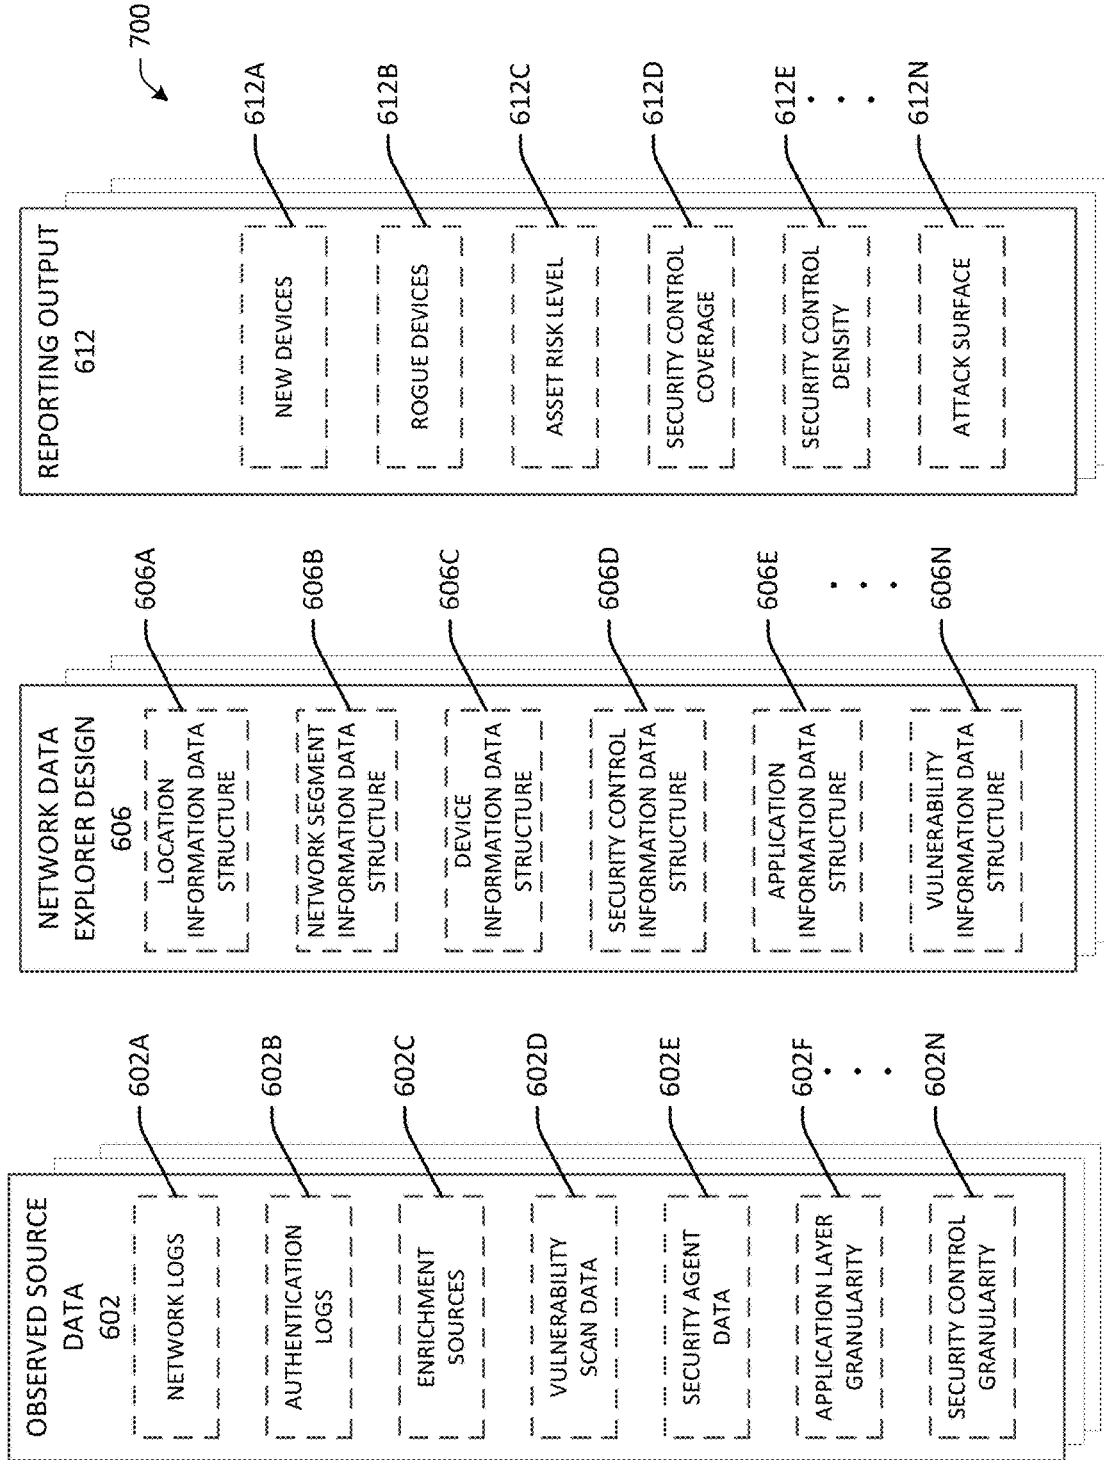 700
OBSERVED SOURCE
DATA
602
NETWORK LOGS
602A
AUTHENTICATION
LOGS
602B
ENRICHMENT
SOURCES
602C
VULNERABILITY
SCAN DATA
602D
SECURITY AGENT
DATA
602E
APPLICATION LAYER
GRANULARITY
602F
SECURITY CONTROL
GRANULARITY
602N
NETWORK DATA
EXPLORER DESIGN
606
LOCATION
INFORMATION DATA
STRUCTURE
606A
NETWORK SEGMENT
INFORMATION DATA
STRUCTURE
606B
DEVICE
INFORMATION DATA
STRUCTURE
606C
SECURITY CONTROL
INFORMATION DATA
STRUCTURE
606D
APPLICATION
INFORMATION DATA
STRUCTURE
606E
VULNERABILITY
INFORMATION DATA
STRUCTURE
606N
REPORTING OUTPUT
612
NEW DEVICES
612A
ROGUE DEVICES
612B
ASSET RISK LEVEL
612C
SECURITY CONTROL
COVERAGE
612D
SECURITY CONTROL
DENSITY
612E
ATTACK SURFACE
612N